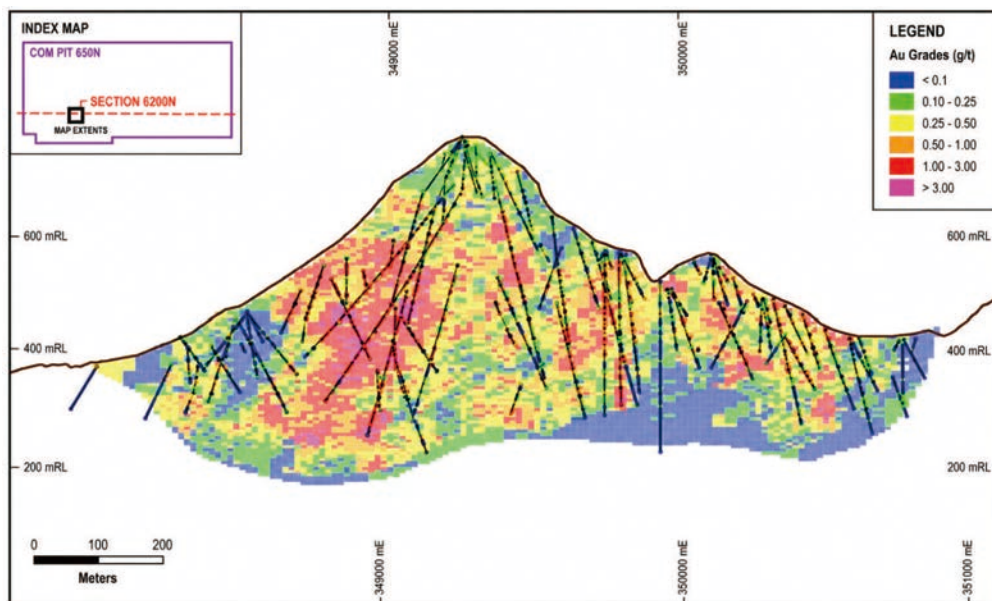 INDEX MAP
COM PIT 650N
SECTION 6200N
MAP EXTENTS
349000 mE
350000 mE
LEGEND
Au Grades (g/t)
< 0.1
0.10 - 0.25
0.25 - 0.50
0.50 - 1.00
1.00 - 3.00
> 3.00
600 mRL
600 mRL
400 mRL
400 mRL
200 mRL
200 mRL
0 100 200
Meters
349000 mE
350000 mE
351000 mE